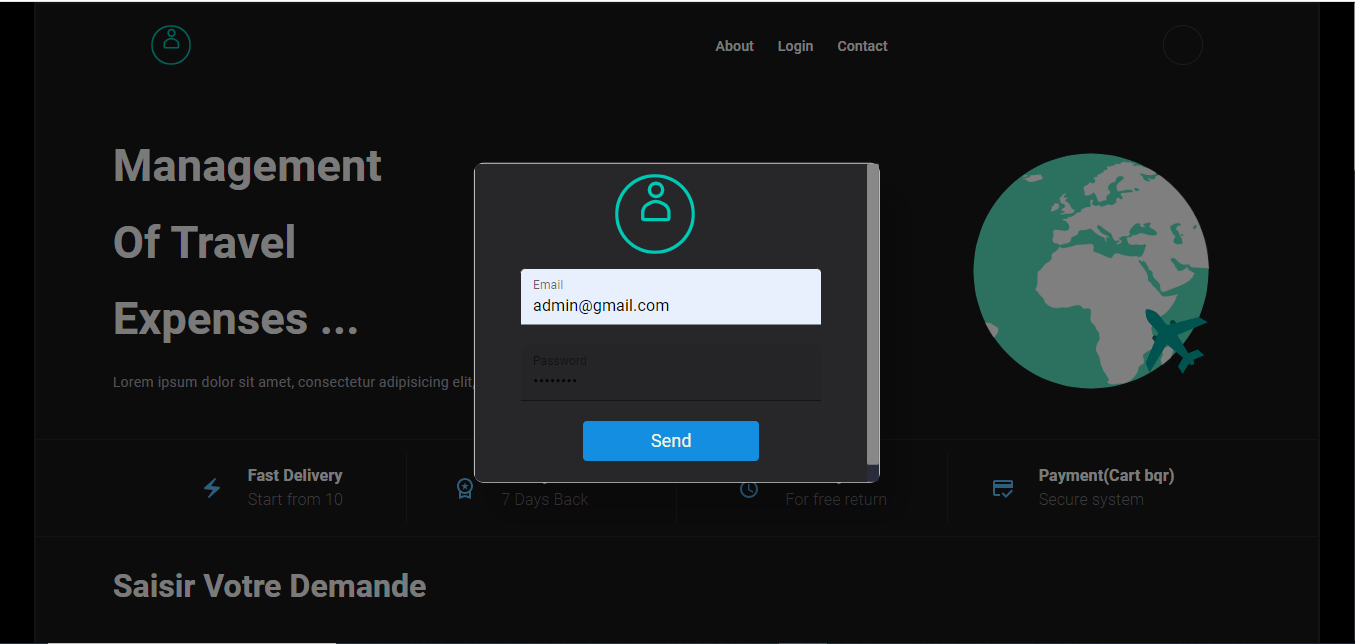 About Login Contact
Management
Of Travel
Expenses ...
Lorem ipsum dolor sit amet, consectetur adipisicing elit,
Email
admin@gmail.com
Password
••••••••
Send
Fast Delivery
Start from 10
7 Days Back
For free return
Payment(Cart bqr)
Secure system
Saisir Votre Demande